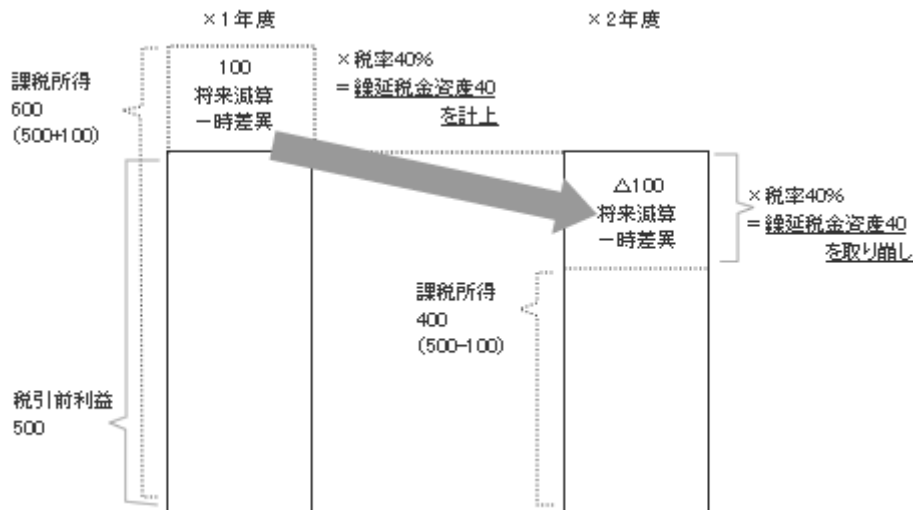 ×1年度
×2年度
課税所得
600
(500+100)
100
将来減算
一時差異
×税率40%
=繰延税金資産40
を計上
△100
将来減算
一時差異
×税率40%
=繰延税金資産40
を取り崩し
課税所得
400
(500-100)
税引前利益
500